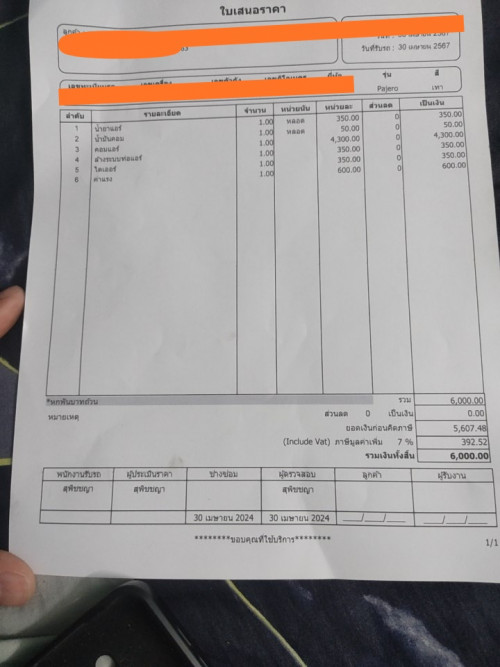 ใบเสนอราคา
ลูกค้า
วันที่รับรถ : 30 เมษายน 2567
รุ่น สี
Pajero เทา
ลำดับ รายละเอียด จำนวน หน่วยนับ หน่วยละ ส่วนลด เป็นเงิน
1 น้ำยาแอร์ 1.00 หลอด 350.00 0 350.00
2 น้ำมันคอม 1.00 หลอด 50.00 0 50.00
3 คอมแอร์ 1.00 4,300.00 0 4,300.00
4 ล้างระบบท่อแอร์ 1.00 350.00 0 350.00
5 ไดเออร์ 1.00 350.00 0 350.00
6 ค่าแรง 1.00 600.00 0 600.00
*หกพันบาทถ้วน รวม 6,000.00
หมายเหตุ ส่วนลด 0 เป็นเงิน 0.00
ยอดเงินก่อนคิดภาษี 5,607.48
(Include Vat) ภาษีมูลค่าเพิ่ม 7 % 392.52
รวมเงินทั้งสิ้น 6,000.00
พนักงานรับรถ ผู้ประเมินราคา ช่างซ่อม ผู้ตรวจสอบ ลูกค้า ผู้รับงาน
สุพิชชญา สุพิชชญา สุพิชชญา
30 เมษายน 2024 30 เมษายน 2024 ___/___/___ ___/___/___
********ขอบคุณที่ใช้บริการ********
1/1